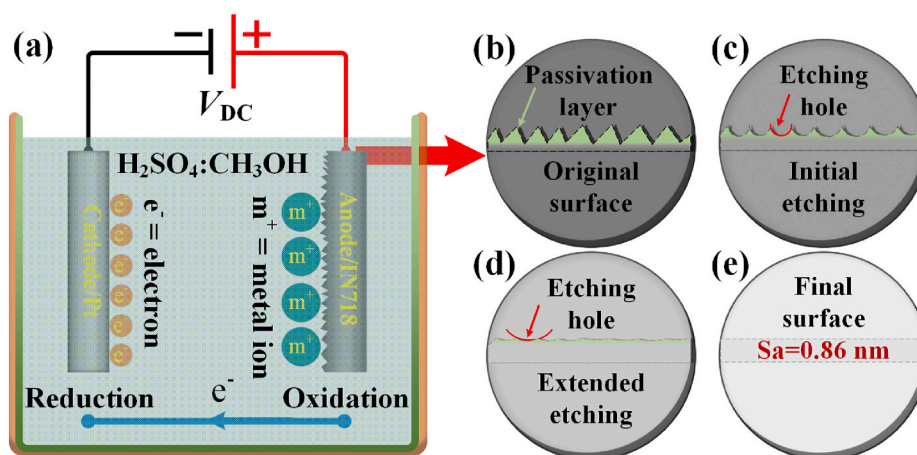 (a)
− +
V_DC
H₂SO₄:CH₃OH
Cathode/Pt
e⁻
e⁻
e⁻
e⁻
e⁻
e⁻
e⁻ = electron
m⁺ = metal ion
m⁺
m⁺
m⁺
m⁺
Anode/IN718
Reduction
e⁻
Oxidation
(b)
Passivation
layer
Original
surface
(c)
Etching
hole
Initial
etching
(d)
Etching
hole
Extended
etching
(e)
Final
surface
Sa=0.86 nm